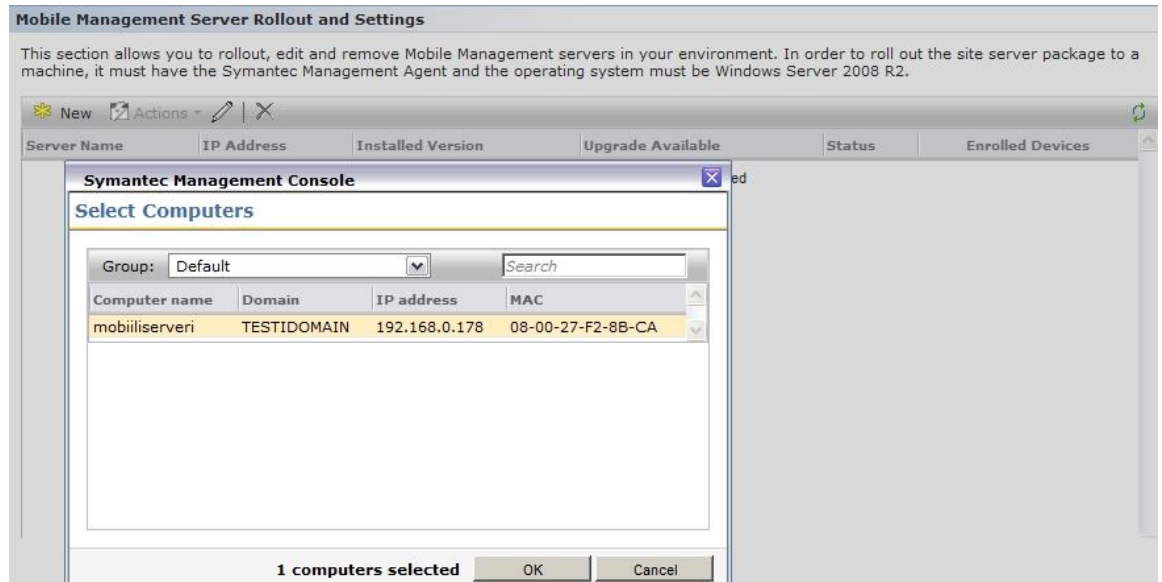 Mobile Management Server Rollout and Settings
This section allows you to rollout, edit and remove Mobile Management servers in your environment. In order to roll out the site server package to a
machine, it must have the Symantec Management Agent and the operating system must be Windows Server 2008 R2.
New Actions
Server Name IP Address Installed Version Upgrade Available Status Enrolled Devices
Symantec Management Console
ed
Select Computers
Group: Default Search
Computer name Domain IP address MAC
mobiiliserveri TESTIDOMAIN 192.168.0.178 08-00-27-F2-8B-CA
1 computers selected OK Cancel